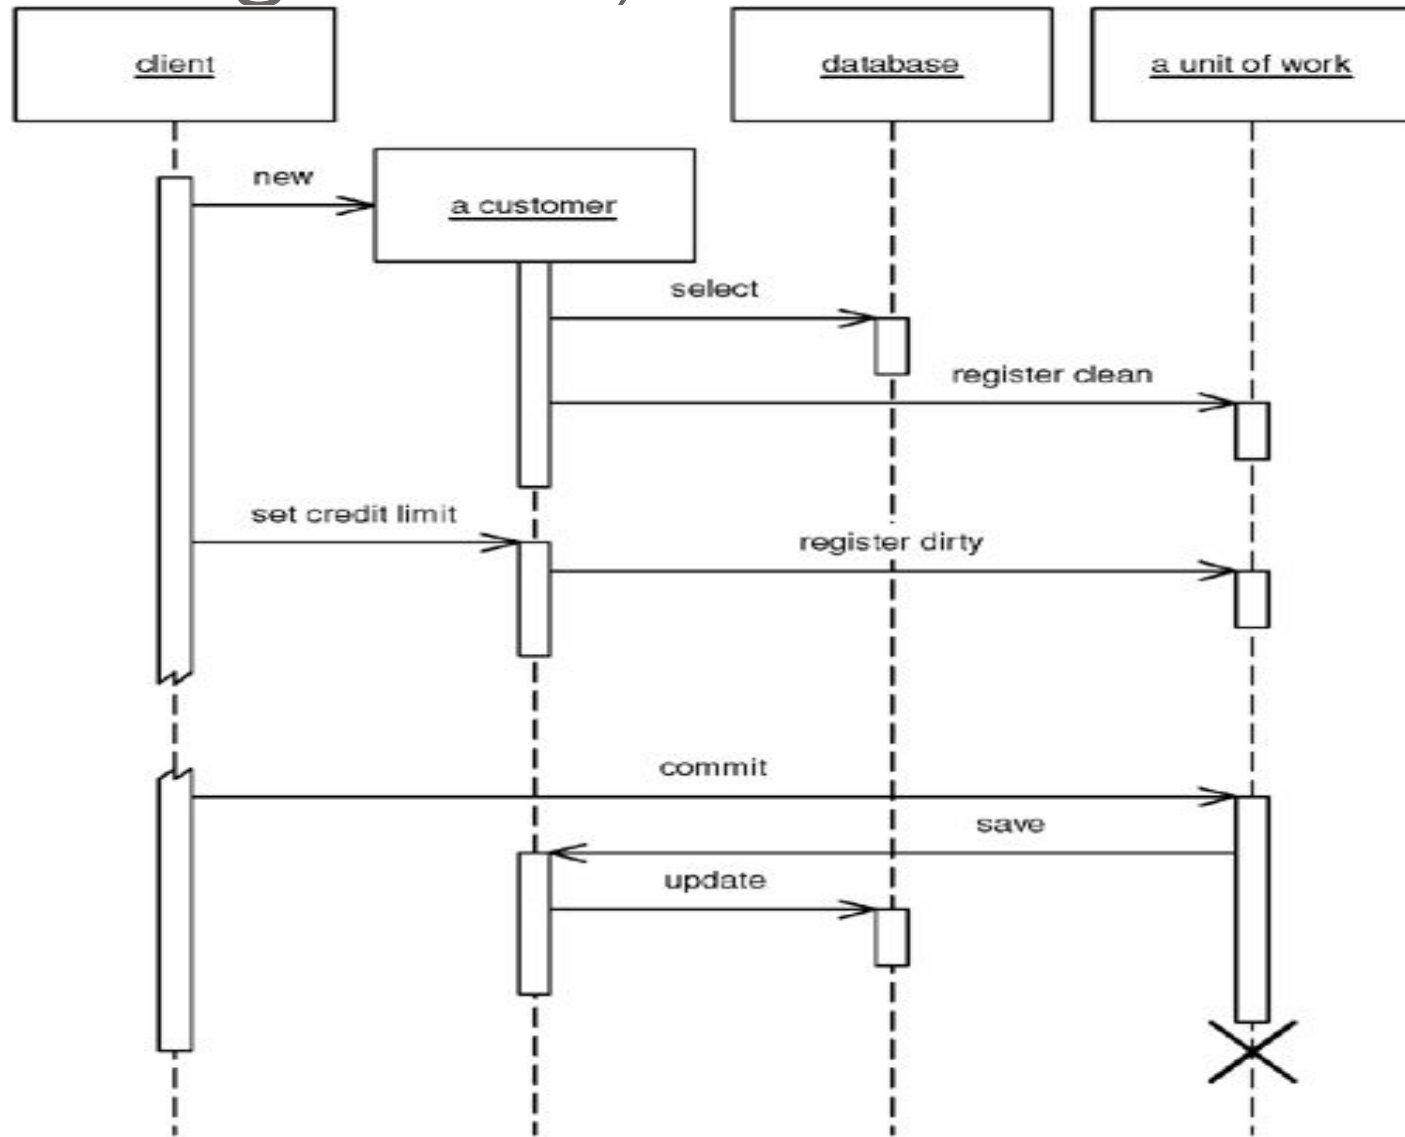 client
database
a unit of work
new
a customer
select
register clean
set credit limit
register dirty
commit
save
update